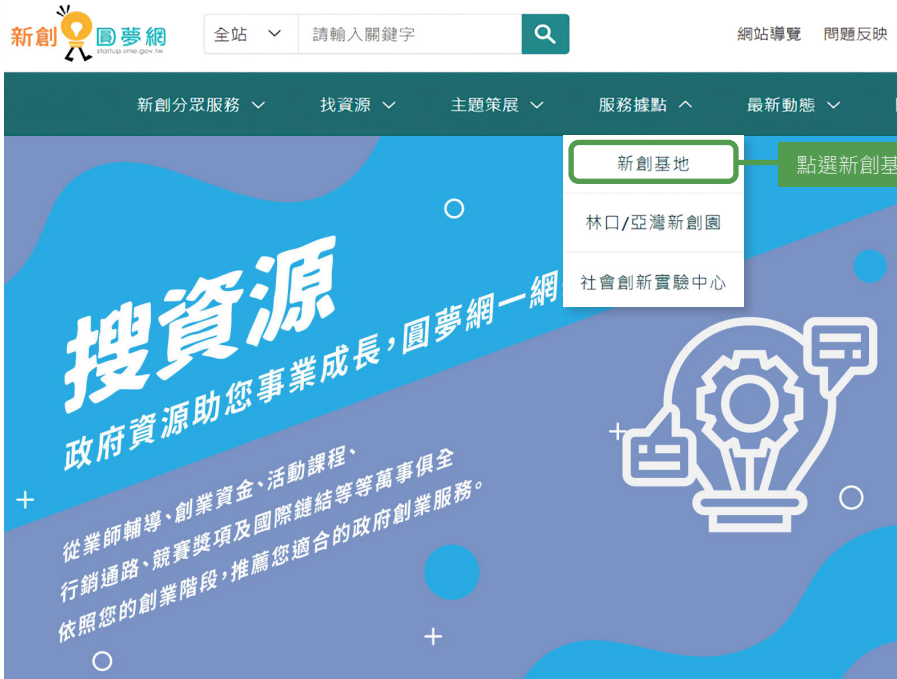 新創圓夢網
startup.sme.gov.tw
全站
請輸入關鍵字
網站導覽 問題反映
新創分眾服務 找資源 主題策展 服務據點 最新動態
新創基地
點選新創基
林口/亞灣新創園
社會創新實驗中心
搜資源
政府資源助您事業成長，圓夢網一網
從業師輔導、創業資金、活動課程、
行銷通路、競賽獎項及國際鏈結等等萬事俱全
依照您的創業階段，推薦您適合的政府創業服務。